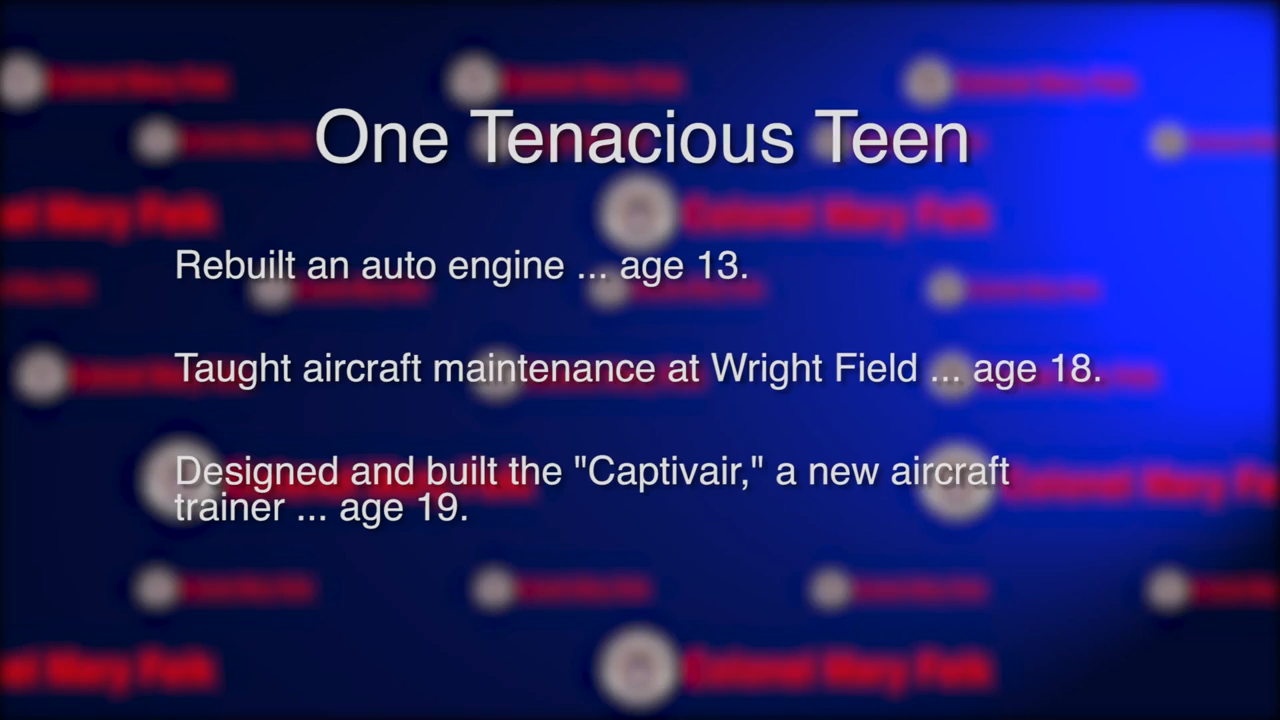 One Tenacious Teen
Rebuilt an auto engine ... age 13.
Taught aircraft maintenance at Wright Field ... age 18.
Designed and built the "Captivair," a new aircraft
trainer ... age 19.